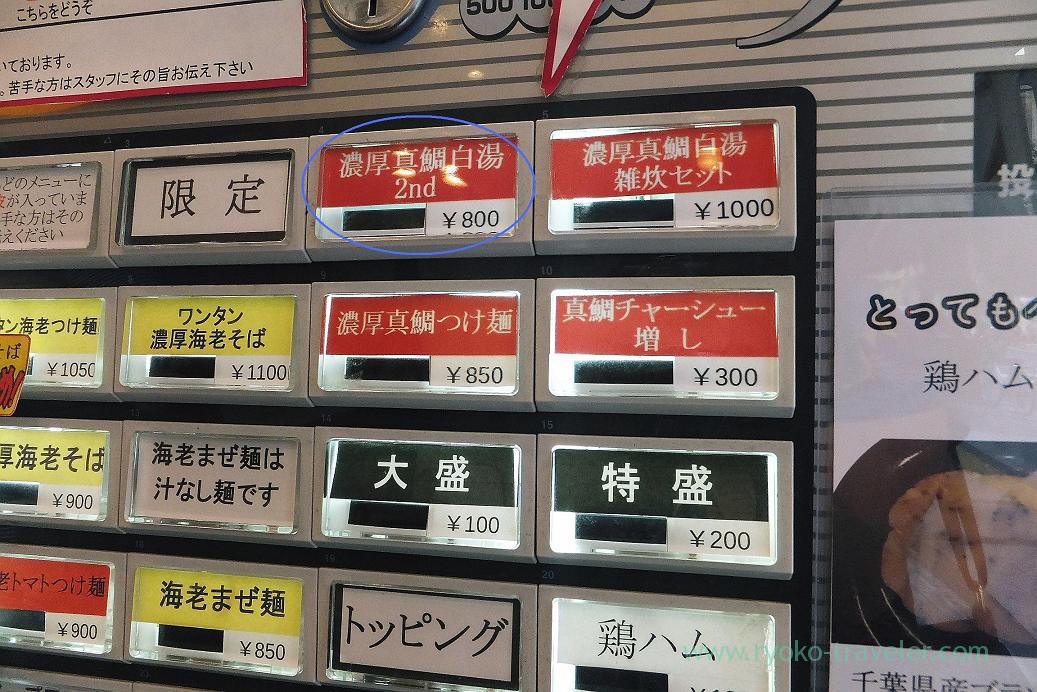 こちらをどうぞ
ております。
苦手な方はスタッフにその旨お伝え下さい
500
どのメニューに
が入っていま
手な方はその
えください
限定
濃厚真鯛白湯
2nd
￥800
濃厚真鯛白湯
雑炊セット
￥1000
タン海老つけ麺
￥1050
そば
ワンタン
濃厚海老そば
￥1100
濃厚真鯛つけ麺
￥850
真鯛チャーシュー
増し
￥300
厚海老そば
￥900
海老まぜ麺は
汁なし麺です
大盛
￥100
特盛
￥200
老トマトつけ麺
￥900
海老まぜ麺
￥850
トッピング
鶏ハム
投
とっても
鶏ハム
千葉県産ブラン
www.ryoko-traveler.com